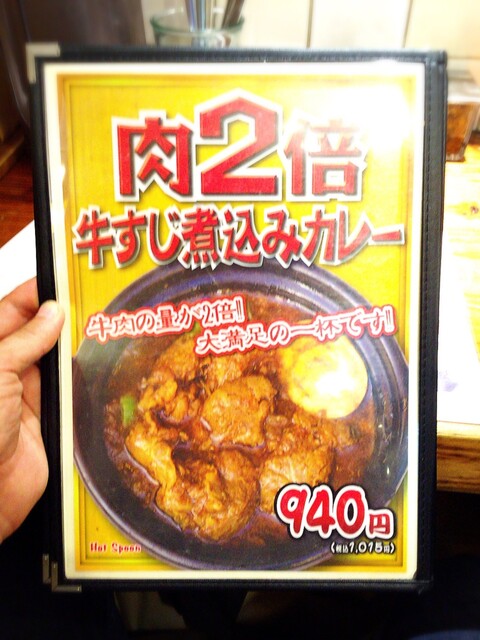 肉2倍
牛すじ煮込みカレー
牛肉の量が2倍!!
大満足の一杯です!!
940円
(税込1,015円)
Hot Spoon